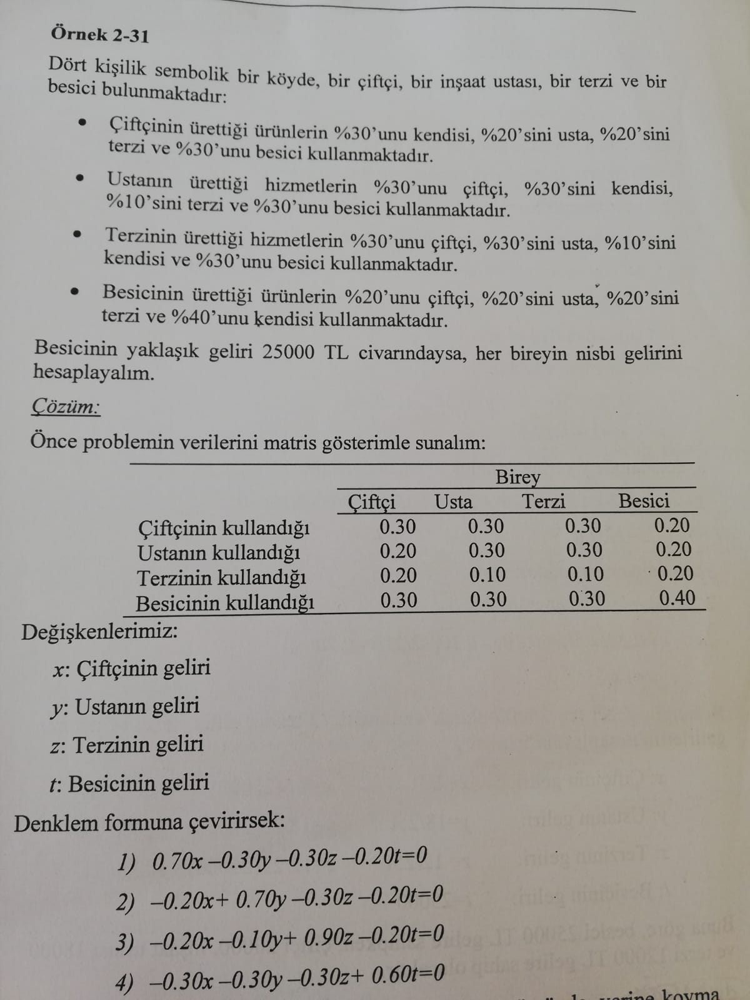 Örnek 2-31
Dört kişilik sembolik bir köyde, bir çiftçi, bir inşaat ustası, bir terzi ve bir
besici bulunmaktadır:
• Çiftçinin ürettiği ürünlerin %30’unu kendisi, %20’sini usta, %20’sini
terzi ve %30’unu besici kullanmaktadır.
• Ustanın ürettiği hizmetlerin %30’unu çiftçi, %30’sini kendisi,
%10’sini terzi ve %30’unu besici kullanmaktadır.
• Terzinin ürettiği hizmetlerin %30’unu çiftçi, %30’sini usta, %10’sini
kendisi ve %30’unu besici kullanmaktadır.
• Besicinin ürettiği ürünlerin %20’unu çiftçi, %20’sini usta, %20’sini
terzi ve %40’unu kendisi kullanmaktadır.
Besicinin yaklaşık geliri 25000 TL civarındaysa, her bireyin nisbi gelirini
hesaplayalım.
Çözüm:
Önce problemin verilerini matris gösterimle sunalım:
Birey
Çiftçi Usta Terzi Besici
Çiftçinin kullandığı 0.30 0.30 0.30 0.20
Ustanın kullandığı 0.20 0.30 0.30 0.20
Terzinin kullandığı 0.20 0.10 0.10 0.20
Besicinin kullandığı 0.30 0.30 0.30 0.40
Değişkenlerimiz:
x: Çiftçinin geliri
y: Ustanın geliri
z: Terzinin geliri
t: Besicinin geliri
Denklem formuna çevirirsek:
1) 0.70x –0.30y –0.30z –0.20t=0
2) –0.20x+ 0.70y –0.30z –0.20t=0
3) –0.20x –0.10y+ 0.90z –0.20t=0
4) –0.30x –0.30y –0.30z+ 0.60t=0
yerine koyma